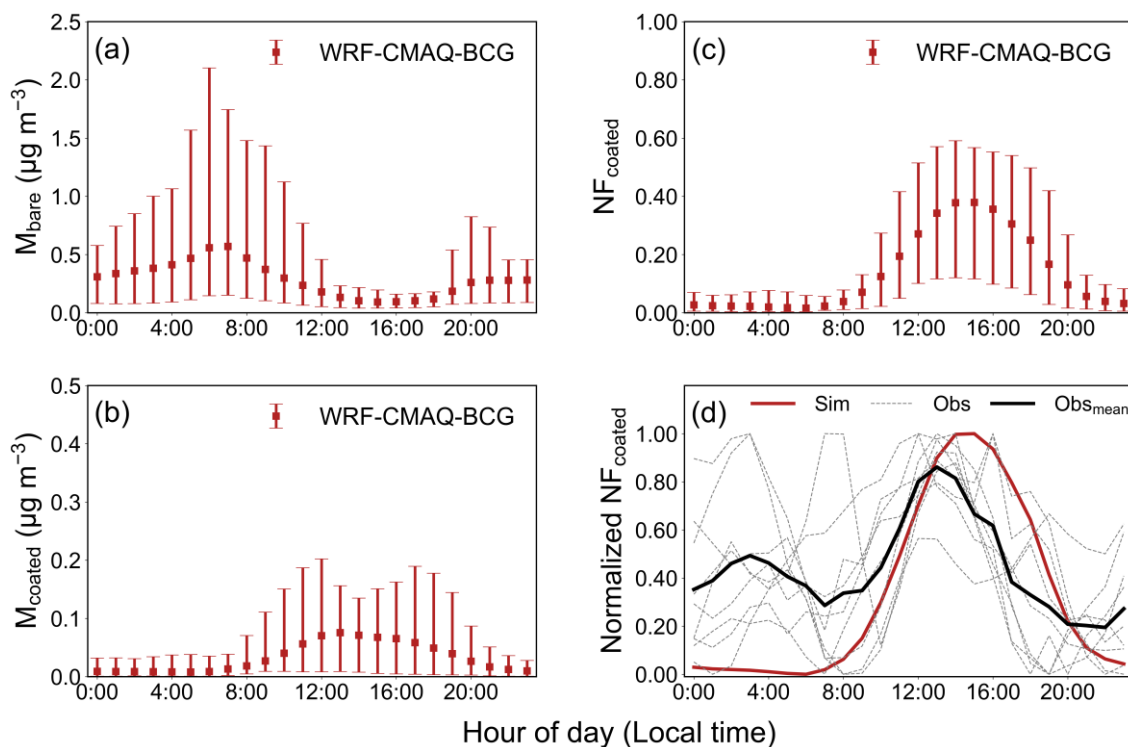 (a)
WRF-CMAQ-BCG
M_bare (µg m⁻³)
2.5
2.0
1.5
1.0
0.5
0.0
0:00 4:00 8:00 12:00 16:00 20:00
(c)
WRF-CMAQ-BCG
NF_coated
1.00
0.80
0.60
0.40
0.20
0.00
0:00 4:00 8:00 12:00 16:00 20:00
(b)
WRF-CMAQ-BCG
M_coated (µg m⁻³)
0.5
0.4
0.3
0.2
0.1
0.0
0:00 4:00 8:00 12:00 16:00 20:00
(d)
Sim Obs Obs_mean
Normalized NF_coated
1.00
0.80
0.60
0.40
0.20
0.00
0:00 4:00 8:00 12:00 16:00 20:00
Hour of day (Local time)